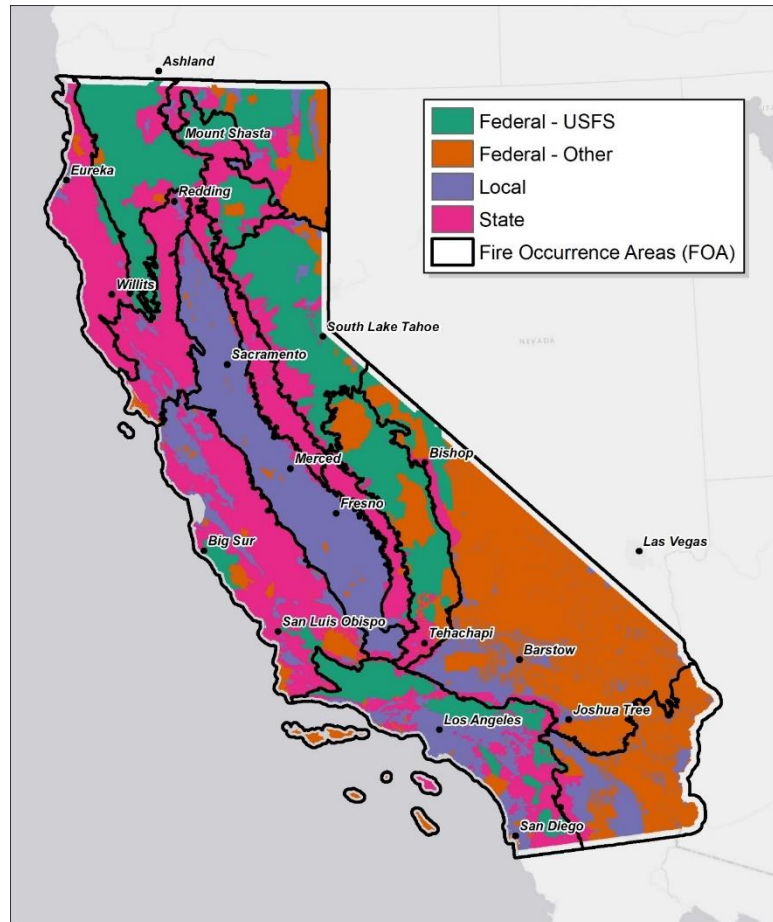 Ashland
Mount Shasta
Eureka
Redding
Willits
South Lake Tahoe
Sacramento
Bishop
Merced
Fresno
Las Vegas
Big Sur
San Luis Obispo
Tehachapi
Barstow
Joshua Tree
Los Angeles
San Diego
NEVADA
Federal - USFS
Federal - Other
Local
State
Fire Occurrence Areas (FOA)